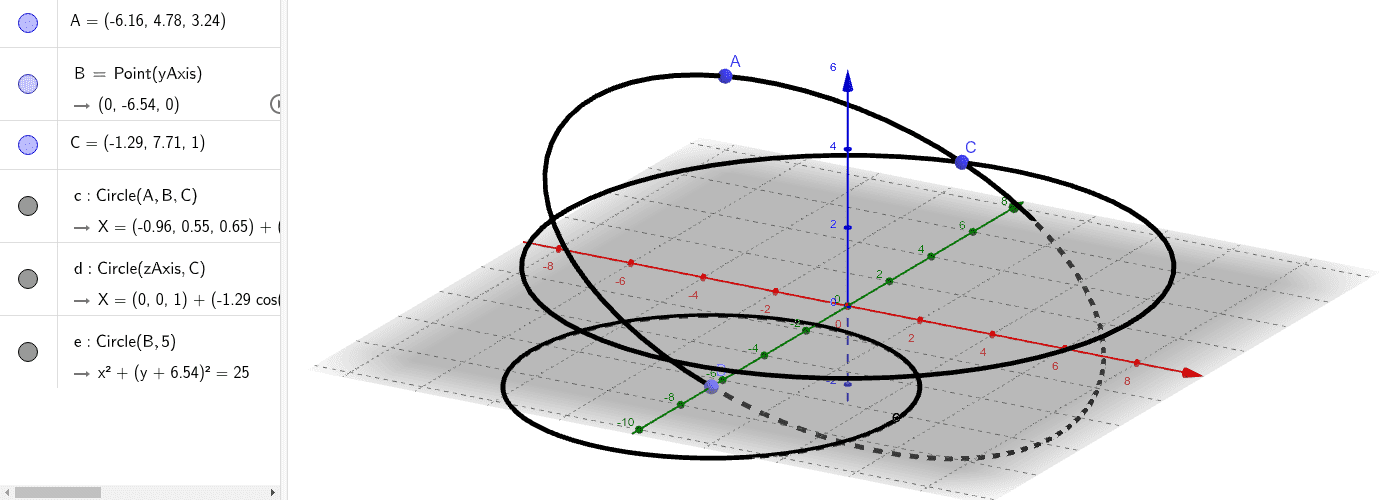 A = (-6.16, 4.78, 3.24)
B = Point(yAxis)
→ (0, -6.54, 0)
C = (-1.29, 7.71, 1)
c : Circle(A, B, C)
→ X = (-0.96, 0.55, 0.65) + (
d : Circle(zAxis, C)
→ X = (0, 0, 1) + (-1.29 cos(
e : Circle(B, 5)
→ x² + (y + 6.54)² = 25
A
6
4
C
2
8
6
4
2
-8
-6
-4
-2
0
0
0
2
4
6
8
-2
-4
-6
-8
-10
-2